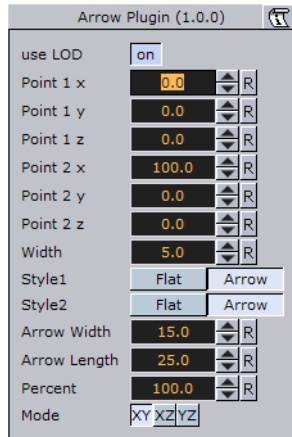 Arrow Plugin (1.0.0)
use LOD on
Point 1 x 0.0 R
Point 1 y 0.0 R
Point 1 z 0.0 R
Point 2 x 100.0 R
Point 2 y 0.0 R
Point 2 z 0.0 R
Width 5.0 R
Style1 Flat Arrow
Style2 Flat Arrow
Arrow Width 15.0 R
Arrow Length 25.0 R
Percent 100.0 R
Mode XY XZ YZ